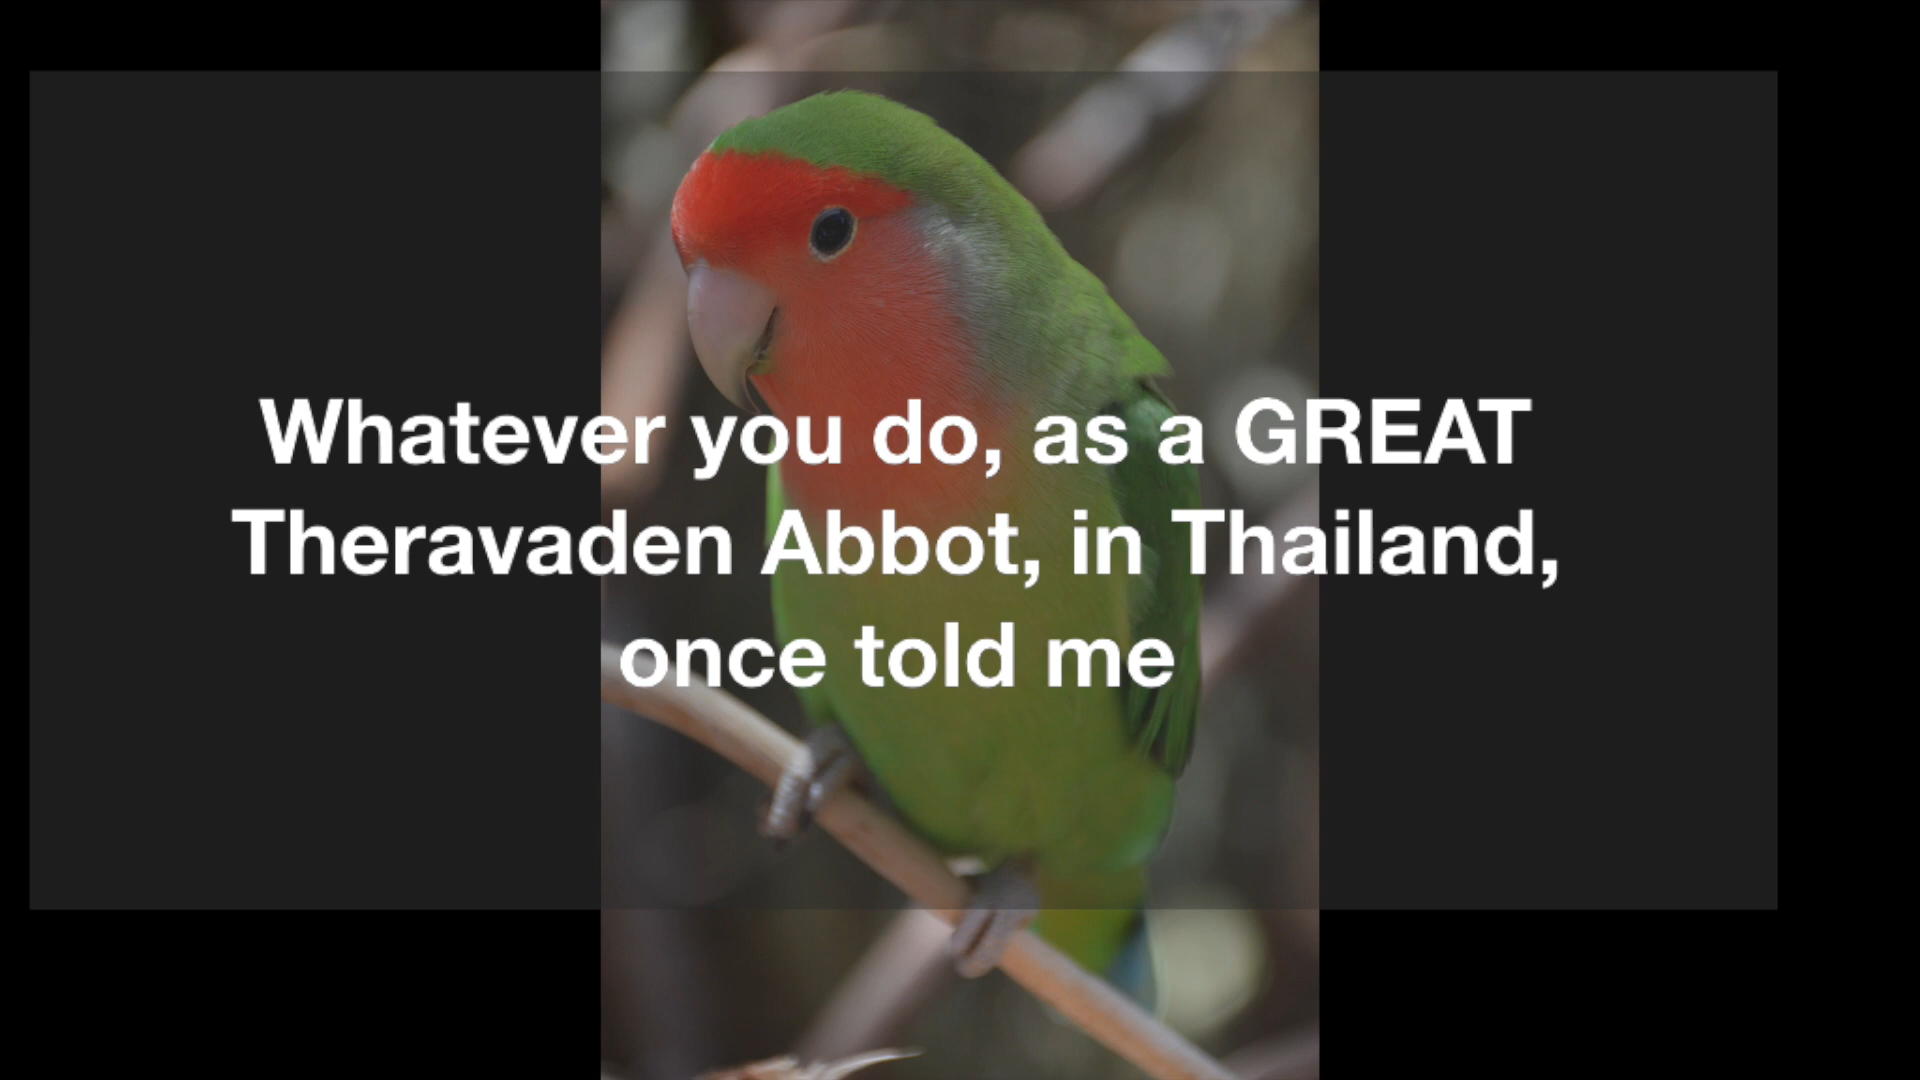 Whatever you do, as a GREAT
Theravaden Abbot, in Thailand,
once told me